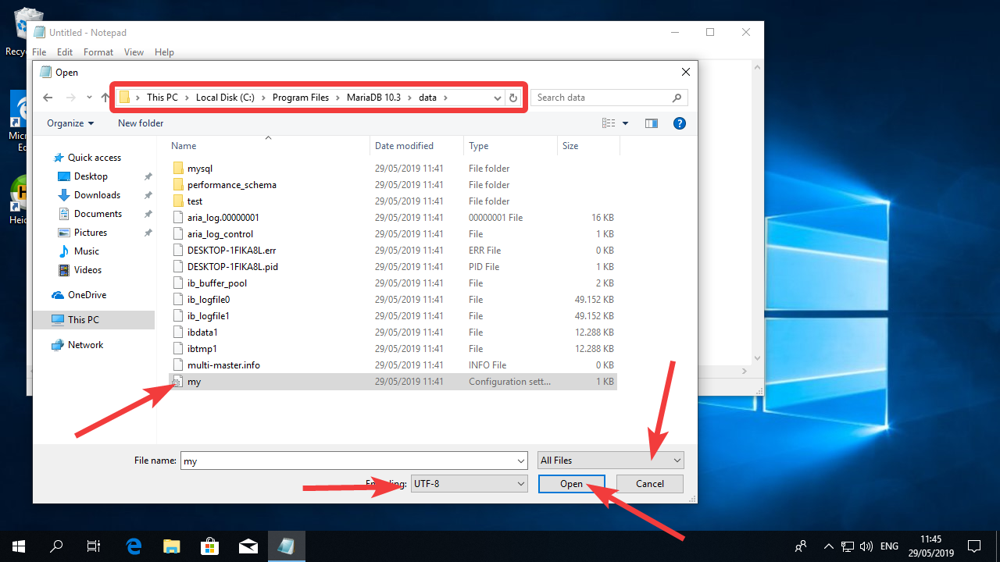 Recy
Untitled - Notepad
File Edit Format View Help
Open
This PC Local Disk (C:) Program Files MariaDB 10.3 data
Search data
Organize New folder
Name Date modified Type Size
Quick access
Desktop
Downloads
Documents
Pictures
Music
Videos
OneDrive
This PC
Network
mysql 29/05/2019 11:41 File folder
performance_schema 29/05/2019 11:41 File folder
test 29/05/2019 11:41 File folder
aria_log.00000001 29/05/2019 11:41 00000001 File 16 KB
aria_log_control 29/05/2019 11:41 File 1 KB
DESKTOP-1FIKA8L.err 29/05/2019 11:41 ERR File 0 KB
DESKTOP-1FIKA8L.pid 29/05/2019 11:41 PID File 1 KB
ib_buffer_pool 29/05/2019 11:41 File 2 KB
ib_logfile0 29/05/2019 11:41 File 49.152 KB
ib_logfile1 29/05/2019 11:41 File 49.152 KB
ibdata1 29/05/2019 11:41 File 12.288 KB
ibtmp1 29/05/2019 11:41 File 12.288 KB
multi-master.info 29/05/2019 11:41 INFO File 0 KB
my 29/05/2019 11:41 Configuration sett... 1 KB
Micr
Ed
H
Heid
File name: my All Files
Encoding: UTF-8 Open Cancel
ENG
11:45
29/05/2019